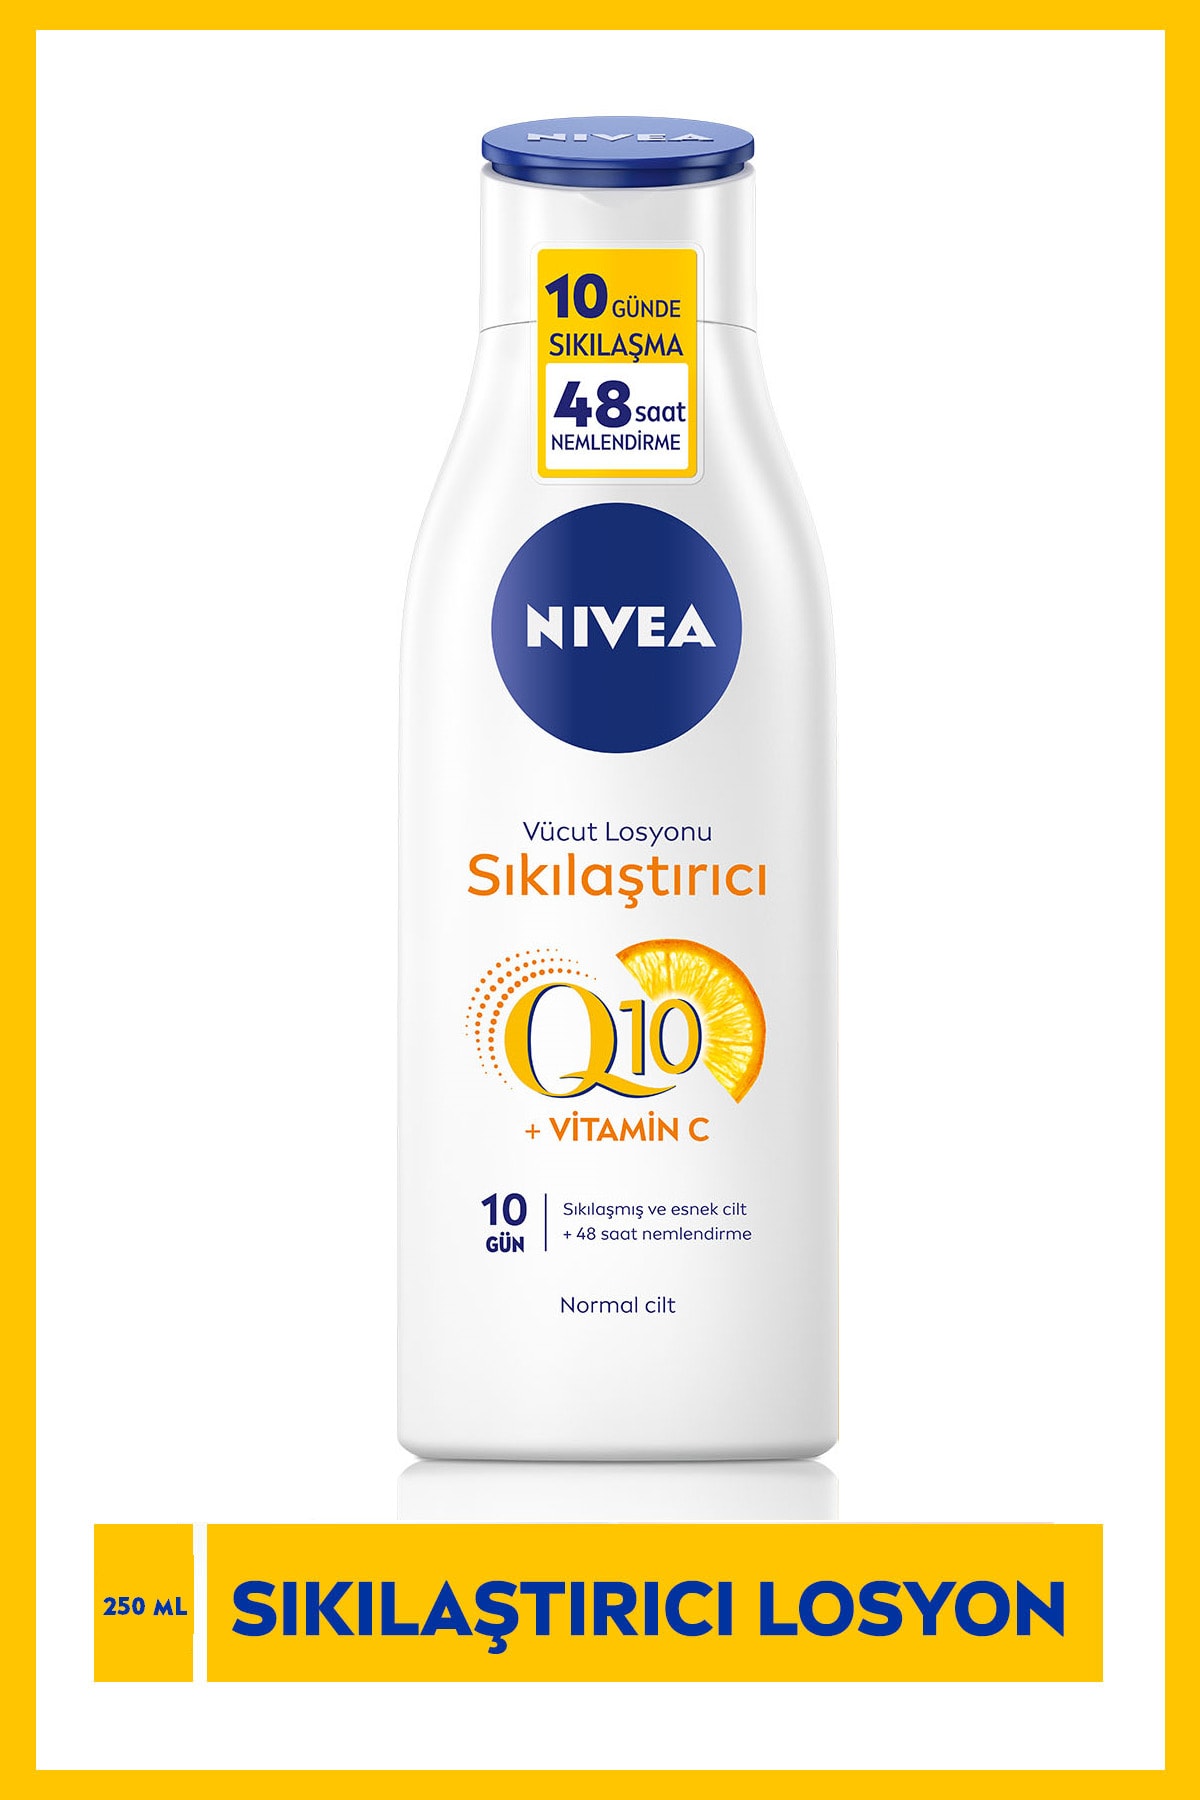 NIVEA
10 GÜNDE
SIKILAŞMA
48 saat
NEMLENDİRME
NIVEA
Vücut Losyonu
Sıkılaştırıcı
Q10
+ VİTAMİN C
10 GÜN
Sıkılaşmış ve esnek cilt
+ 48 saat nemlendirme
Normal cilt
250 ML
SIKILAŞTIRICI LOSYON